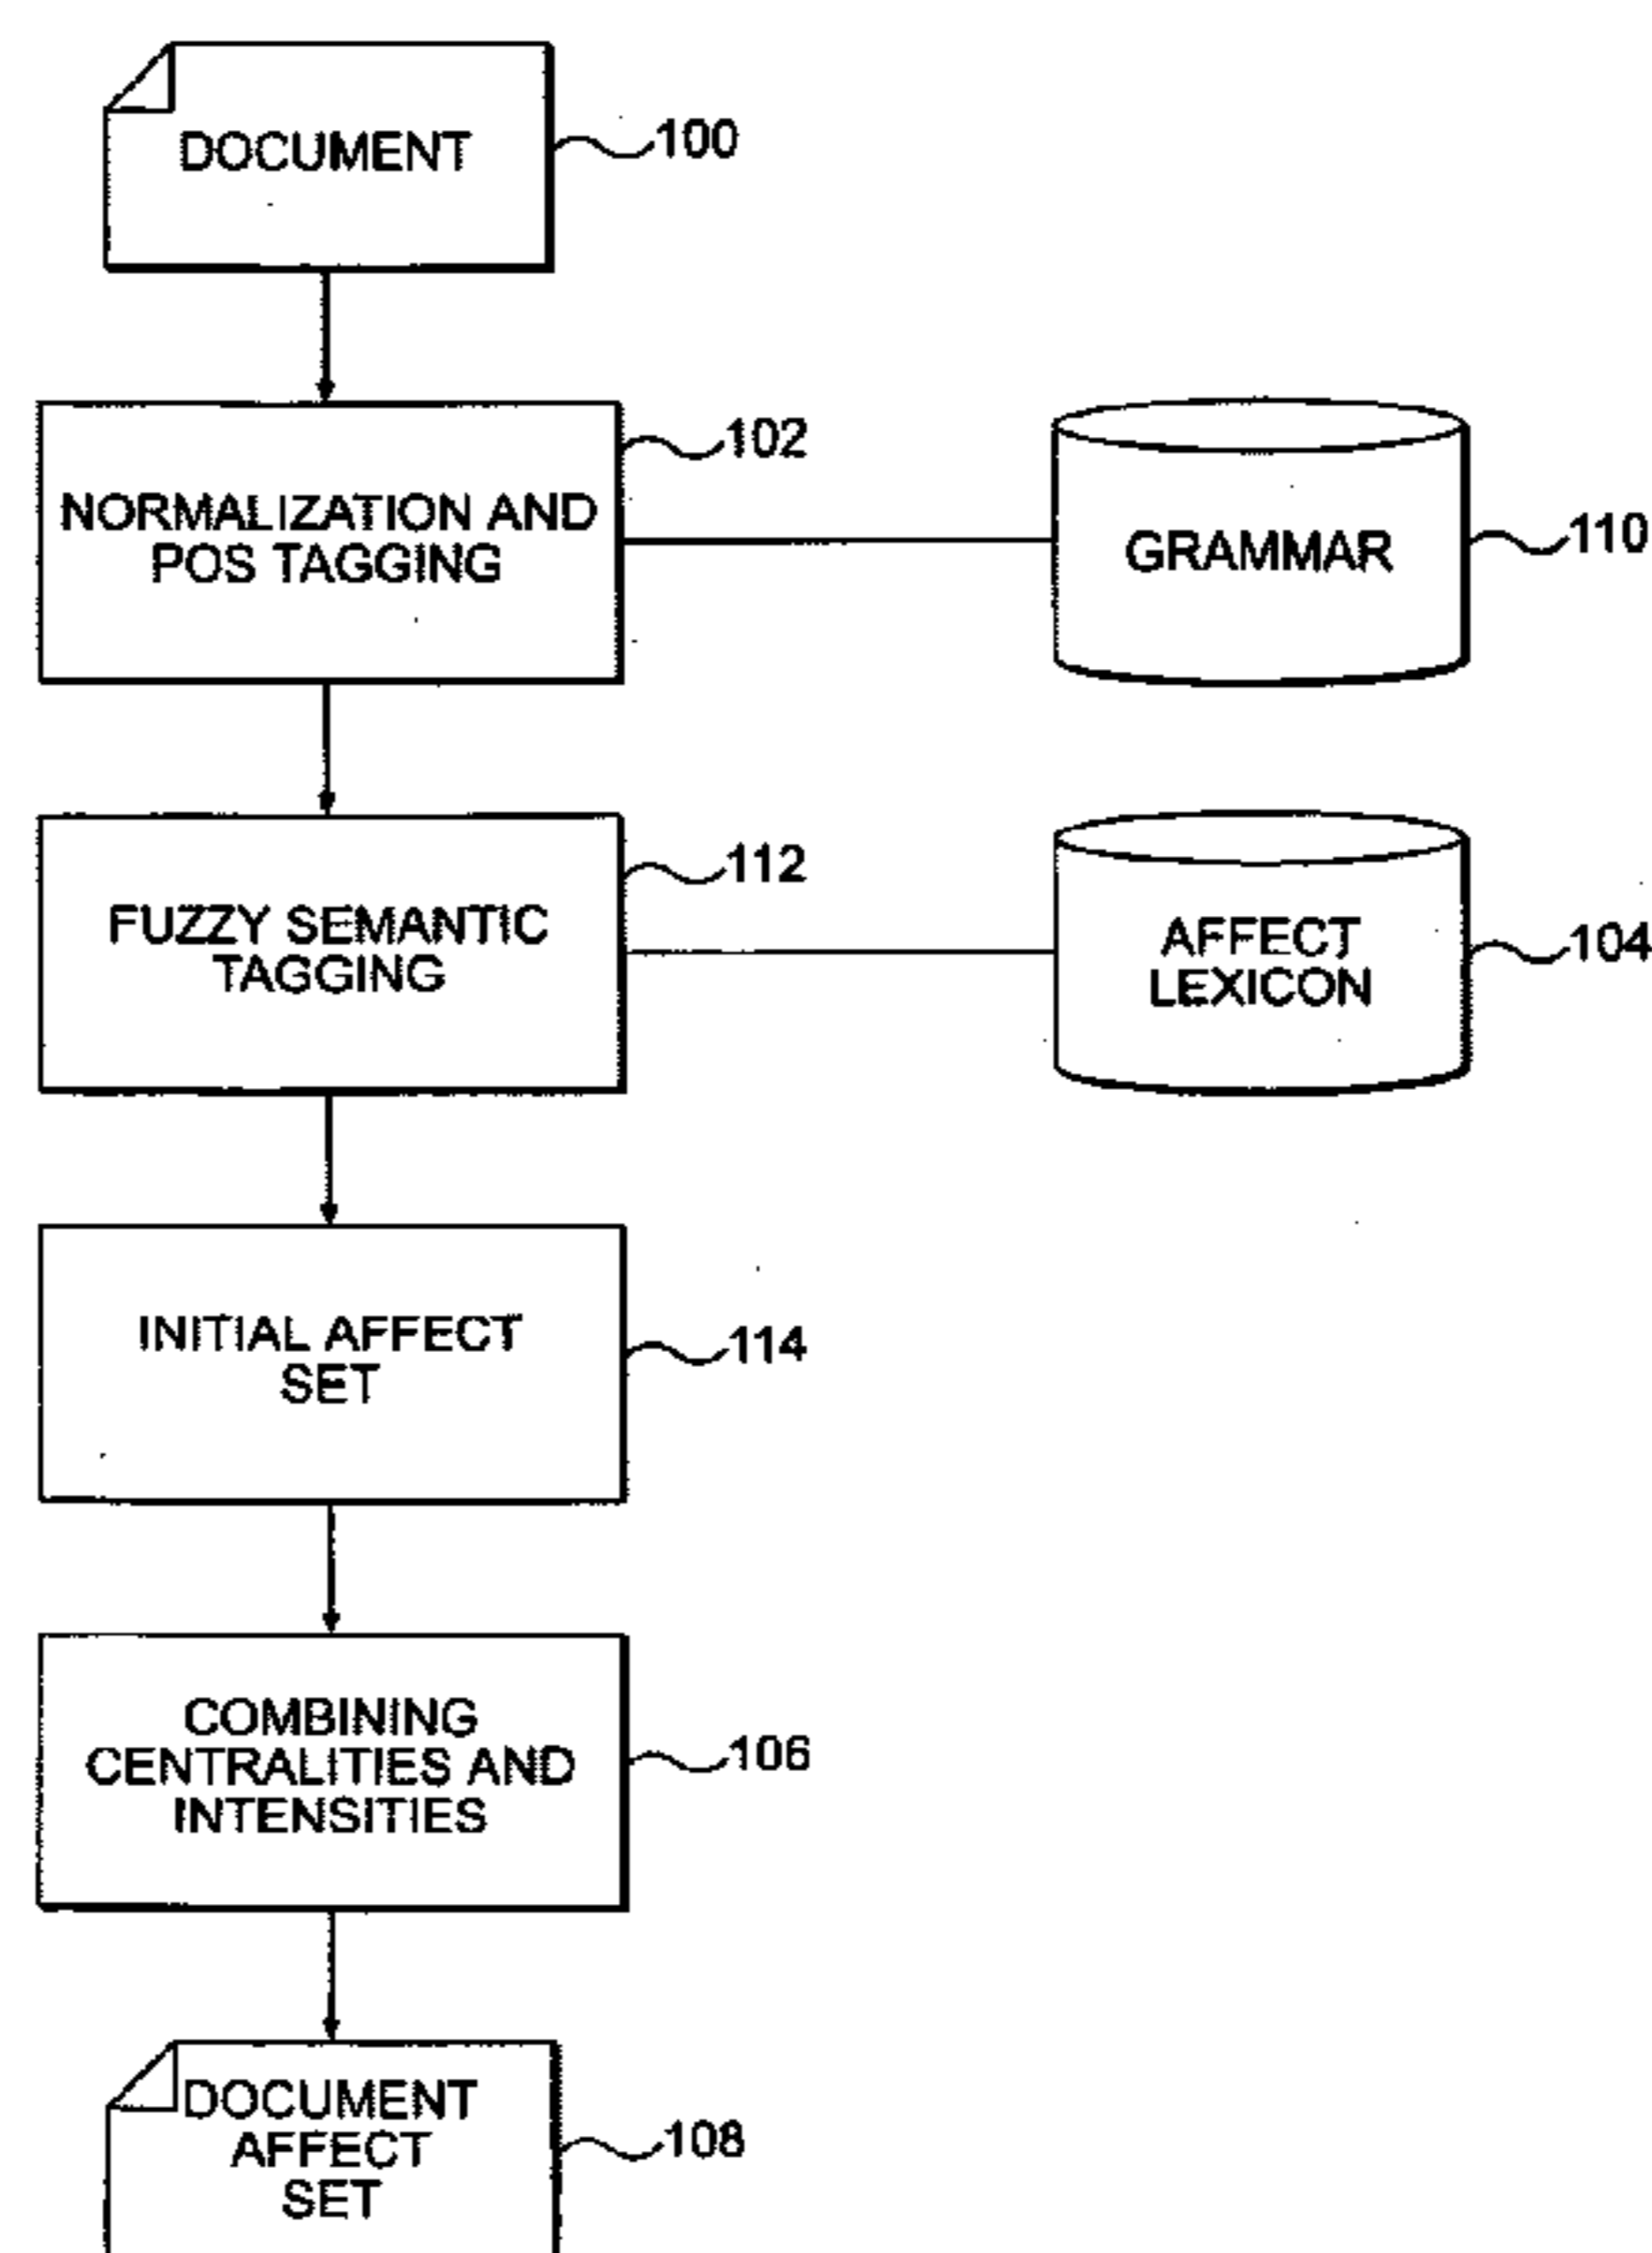 DOCUMENT
100
NORMALIZATION AND
POS TAGGING
102
GRAMMAR
110
FUZZY SEMANTIC
TAGGING
112
AFFECT
LEXICON
104
INITIAL AFFECT
SET
114
COMBINING
CENTRALITIES AND
INTENSITIES
106
DOCUMENT
AFFECT
SET
108